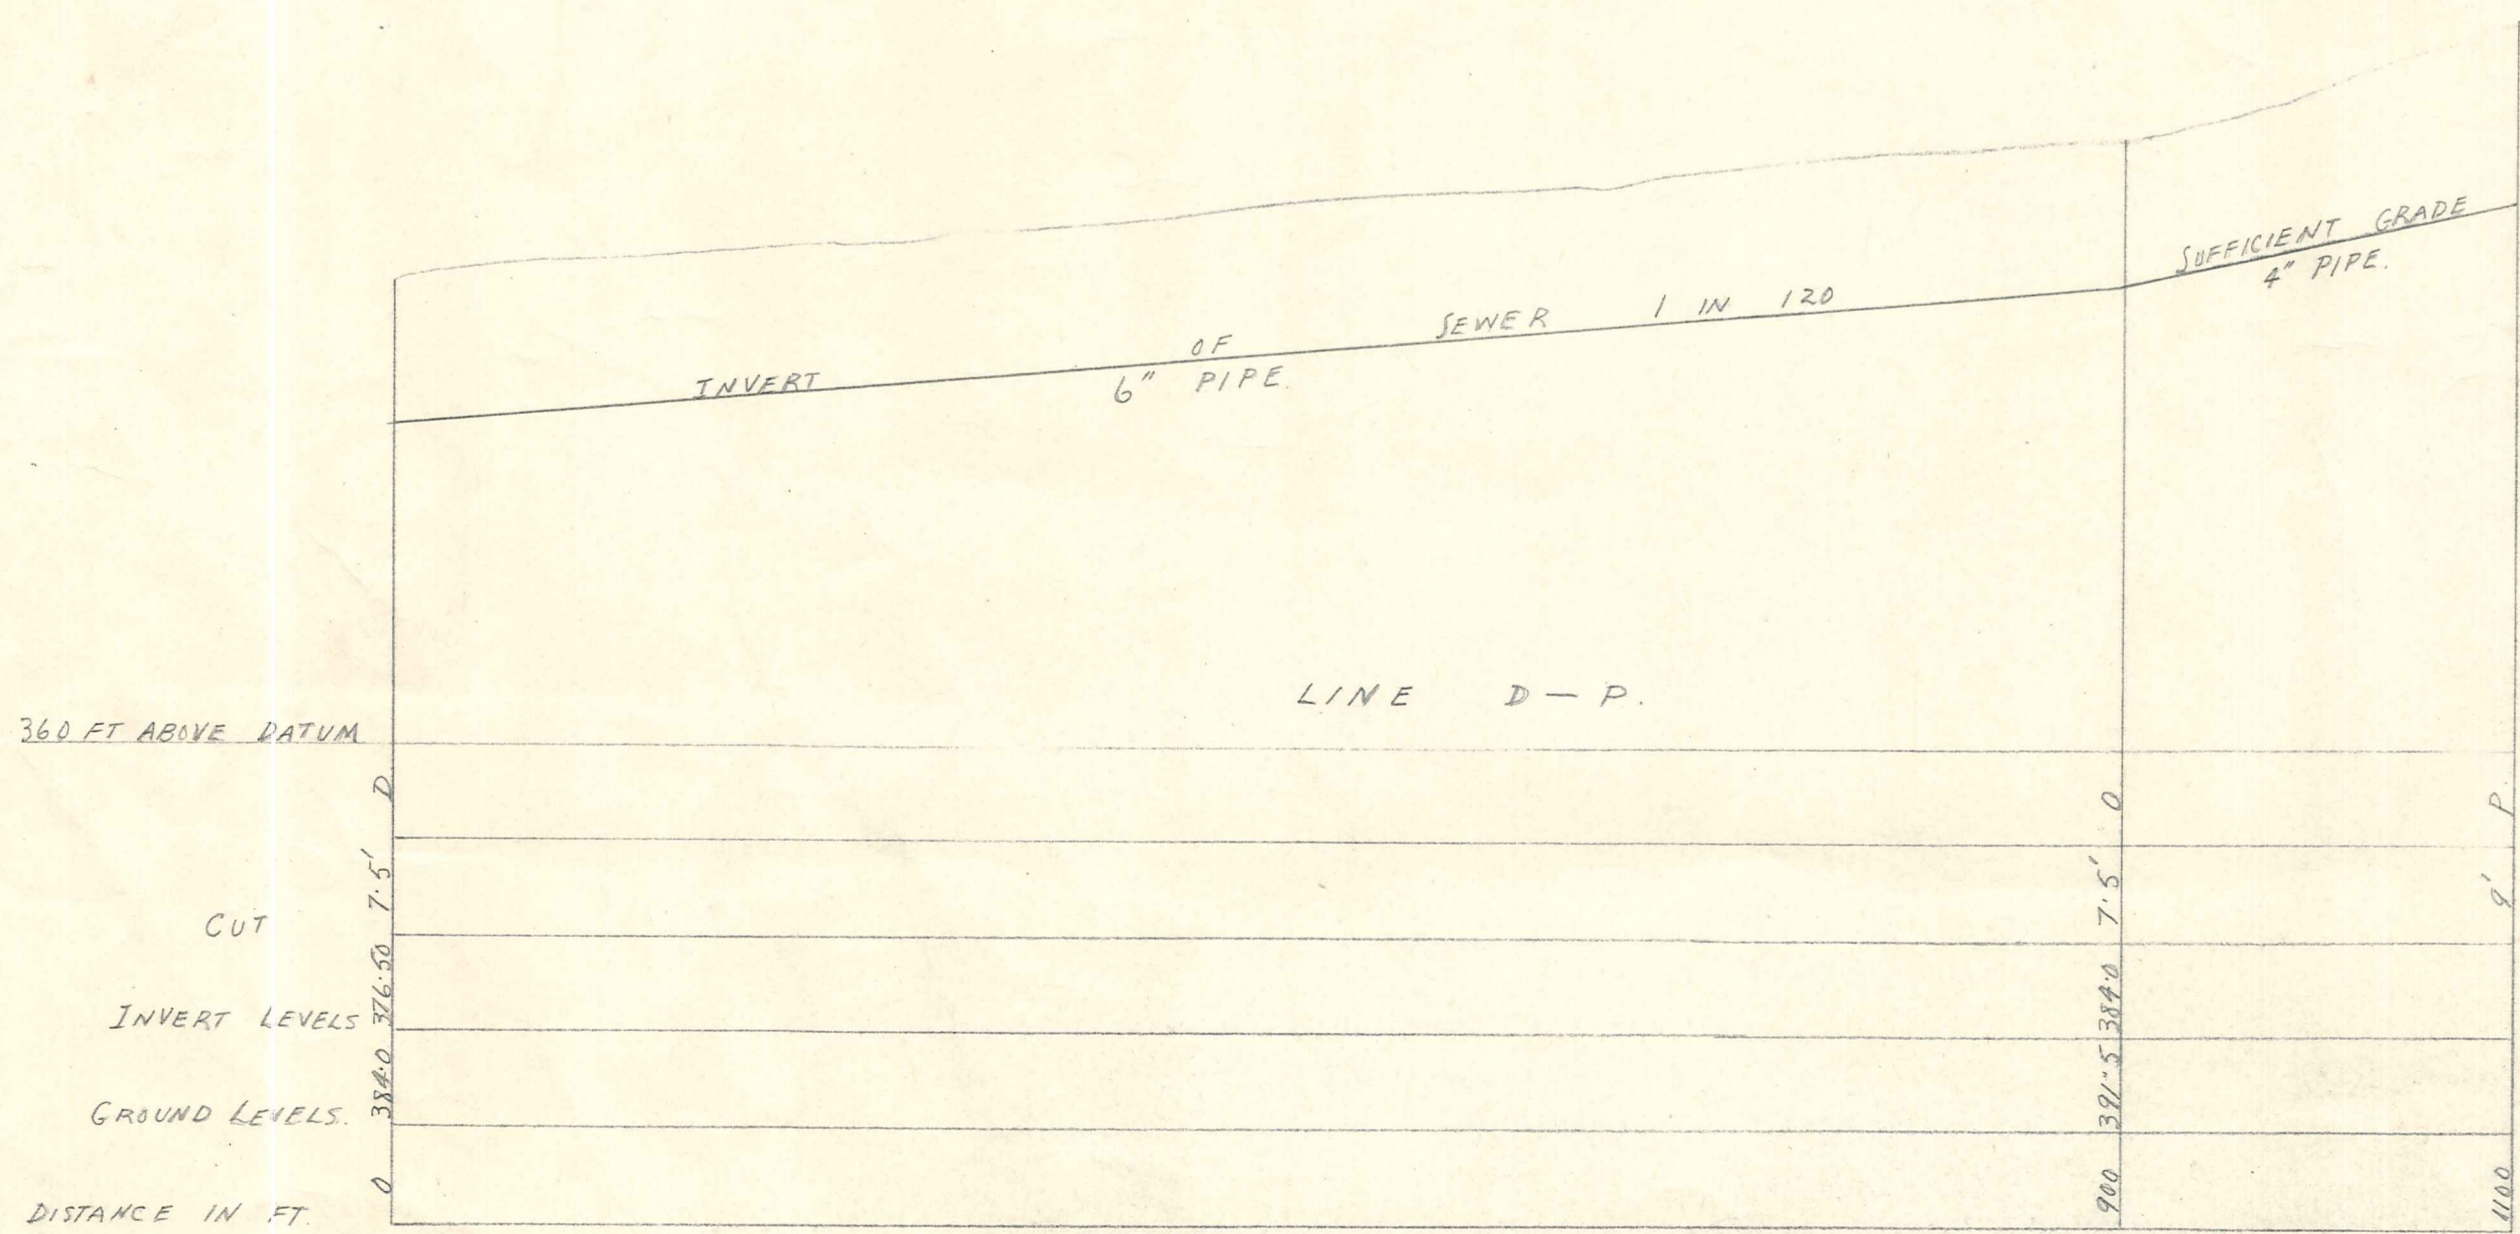 SUFFICIENT GRADE
4" PIPE.
INVERT OF SEWER 1 IN 120
6" PIPE.
LINE D — P.
360 FT ABOVE DATUM
D O P
CUT 7·5' 7·5' 9'
INVERT LEVELS 376·50 384·0
GROUND LEVELS. 384·0 391·5
DISTANCE IN FT. 0 900 1100